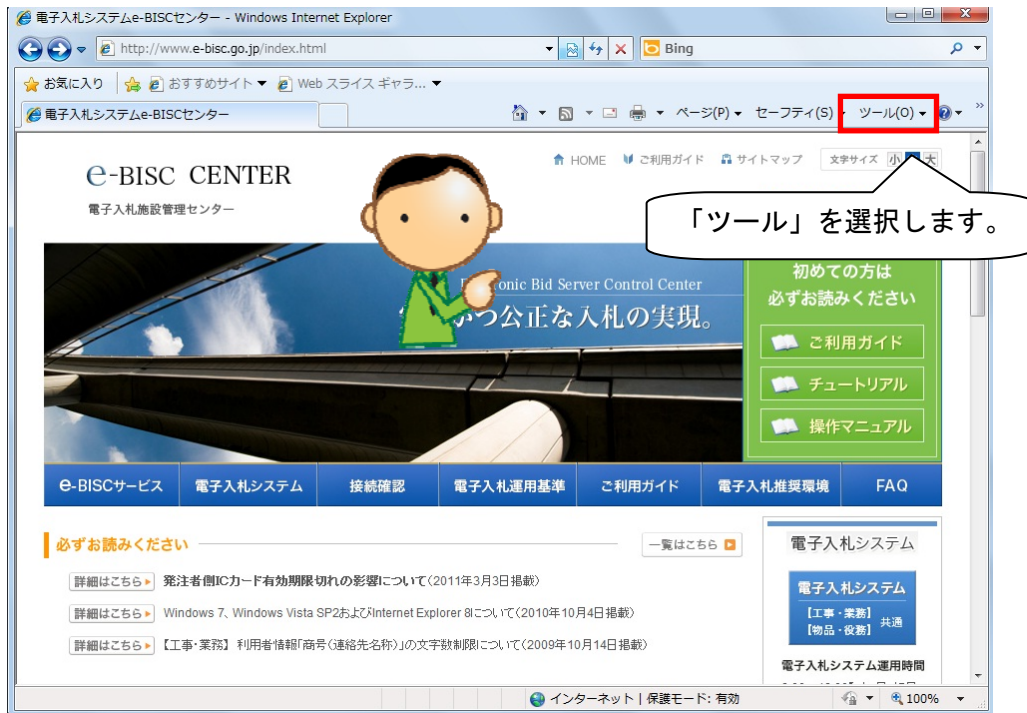 電子入札システムe-BISCセンター - Windows Internet Explorer
http://www.e-bisc.go.jp/index.html
Bing
お気に入り おすすめサイト Web スライス ギャラ...
電子入札システムe-BISCセンター
ページ(P) セーフティ(S) ツール(O)
e-BISC CENTER
電子入札施設管理センター
HOME ご利用ガイド サイトマップ 文字サイズ 小 大
「ツール」を選択します。
onic Bid Server Control Center
つ公正な入札の実現。
初めての方は
必ずお読みください
ご利用ガイド
チュートリアル
操作マニュアル
e-BISCサービス 電子入札システム 接続確認 電子入札運用基準 ご利用ガイド 電子入札推奨環境 FAQ
必ずお読みください
一覧はこちら
詳細はこちら 発注者側ICカード有効期限切れの影響について(2011年3月3日掲載)
詳細はこちら Windows 7、Windows Vista SP2およびInternet Explorer 8について(2010年10月4日掲載)
詳細はこちら 【工事・業務】 利用者情報「商号(連絡先名称)」の文字数制限について(2009年10月14日掲載)
電子入札システム
電子入札システム
【工事・業務】
【物品・役務】
共通
電子入札システム運用時間
インターネット | 保護モード: 有効
100%